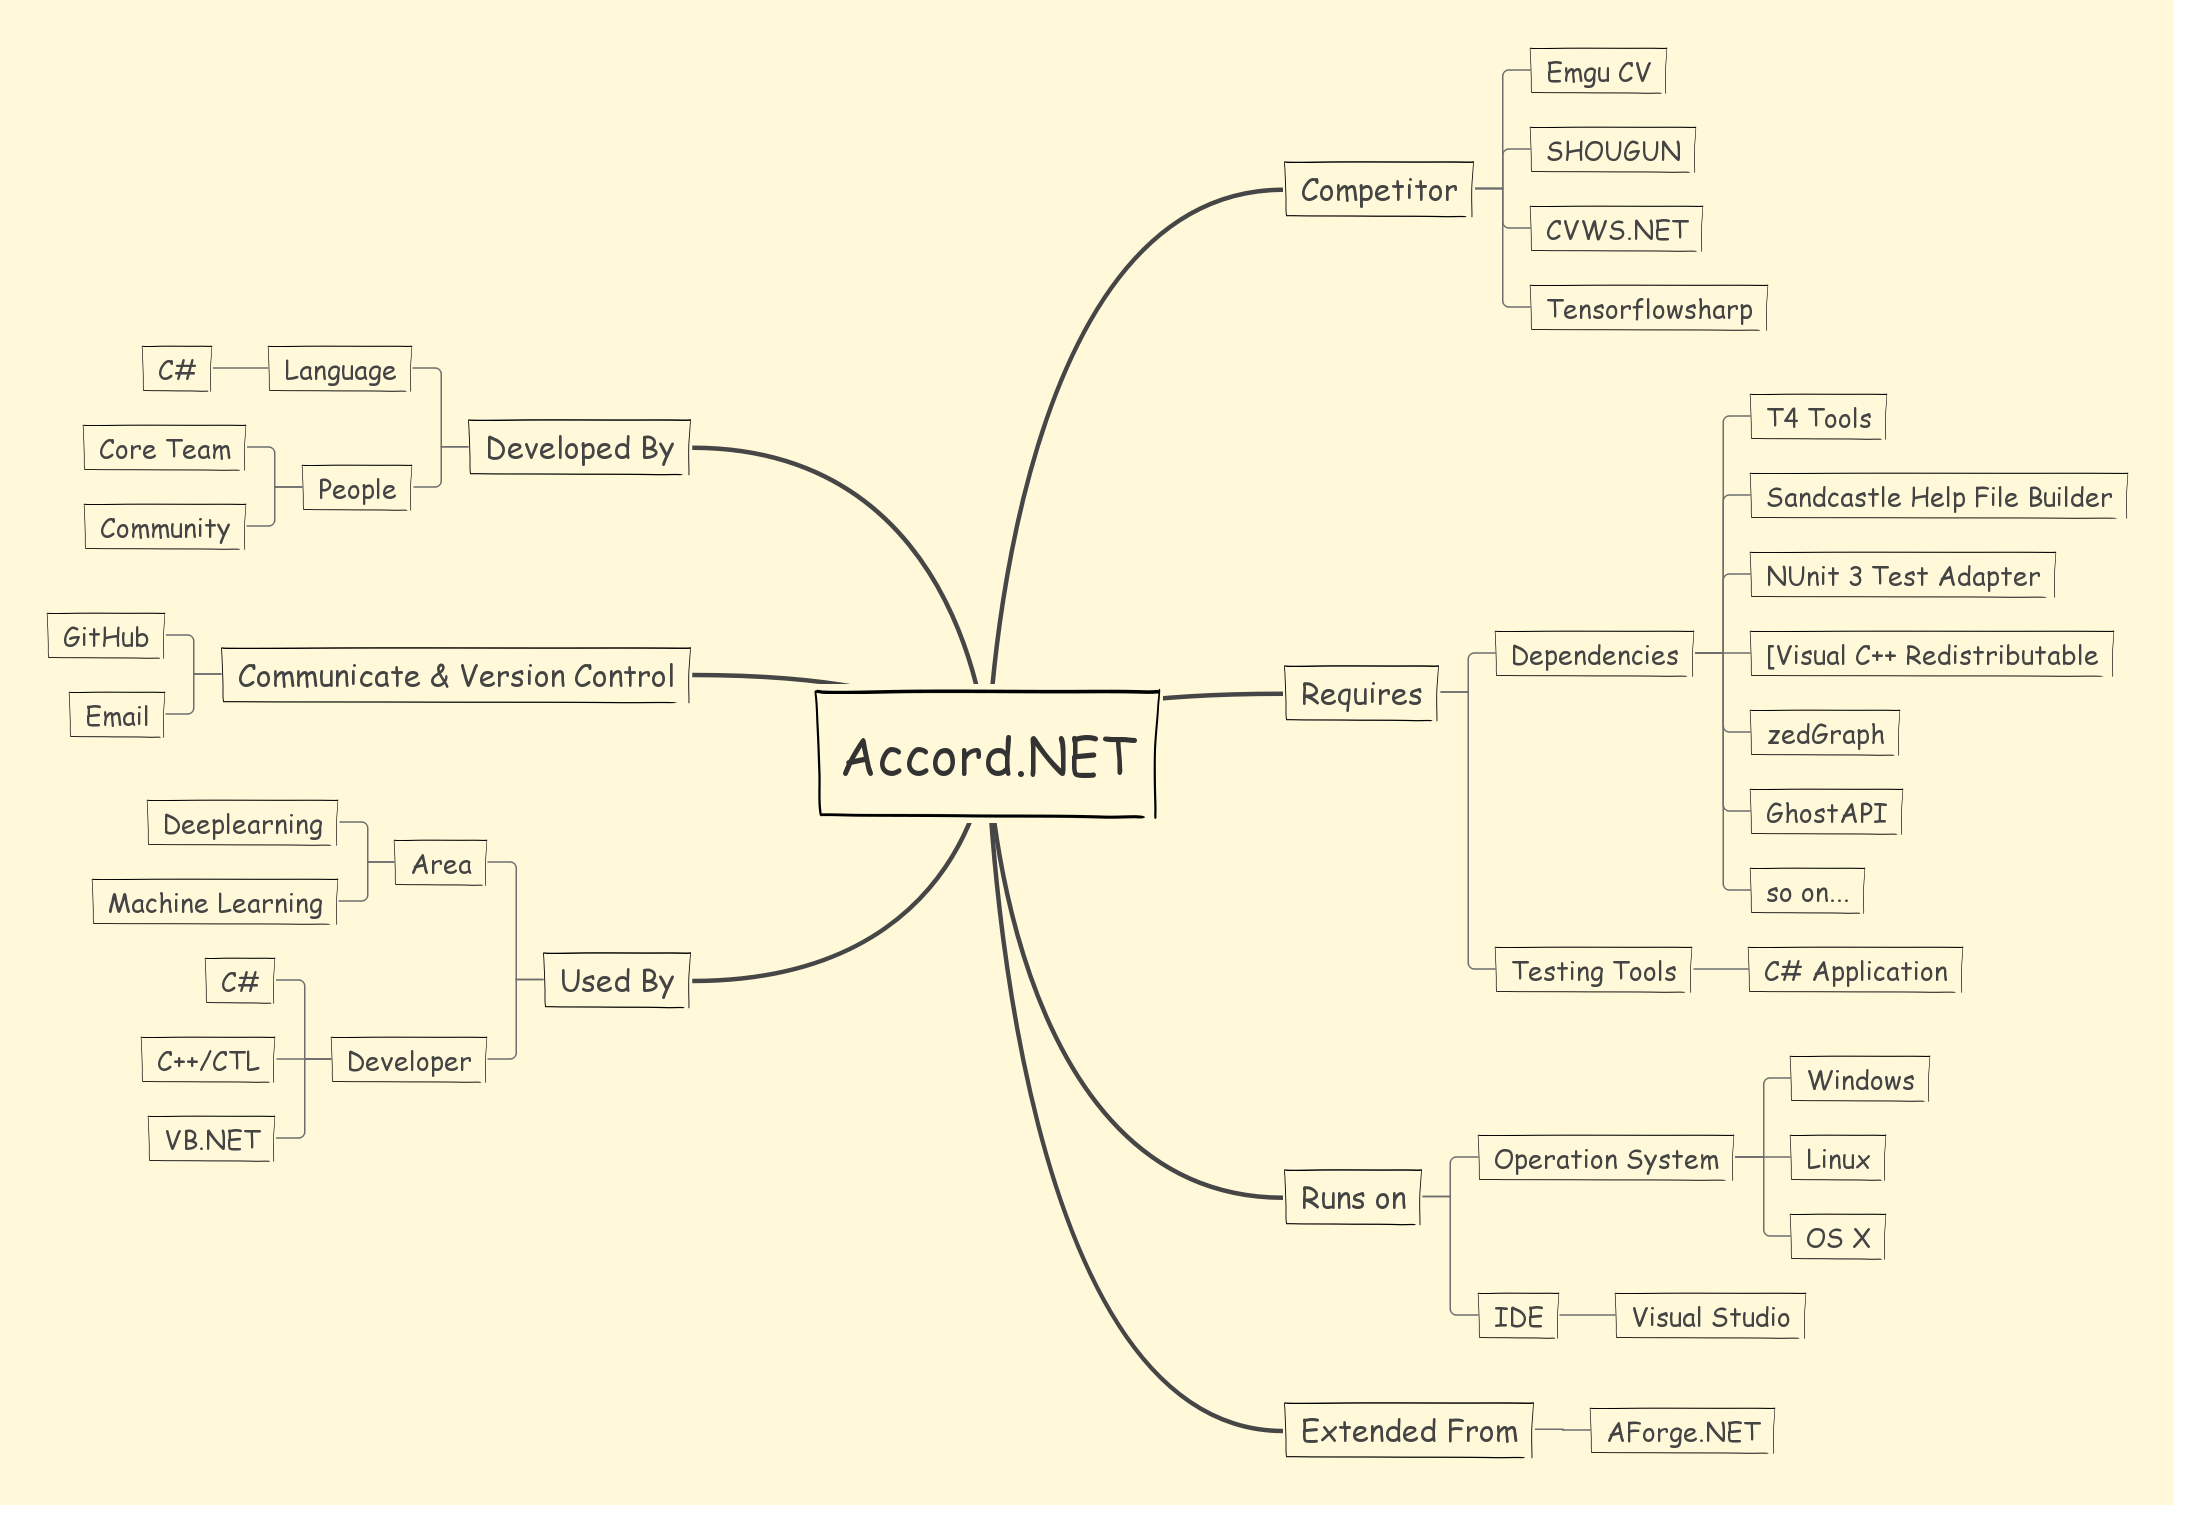 Accord.NET
Competitor
Emgu CV
SHOUGUN
CVWS.NET
Tensorflowsharp
Requires
Dependencies
T4 Tools
Sandcastle Help File Builder
NUnit 3 Test Adapter
[Visual C++ Redistributable
zedGraph
GhostAPI
so on...
Testing Tools
C# Application
Runs on
Operation System
Windows
Linux
OS X
IDE
Visual Studio
Extended From
AForge.NET
Developed By
Language
C#
People
Core Team
Community
Communicate & Version Control
GitHub
Email
Used By
Area
Deeplearning
Machine Learning
Developer
C#
C++/CTL
VB.NET